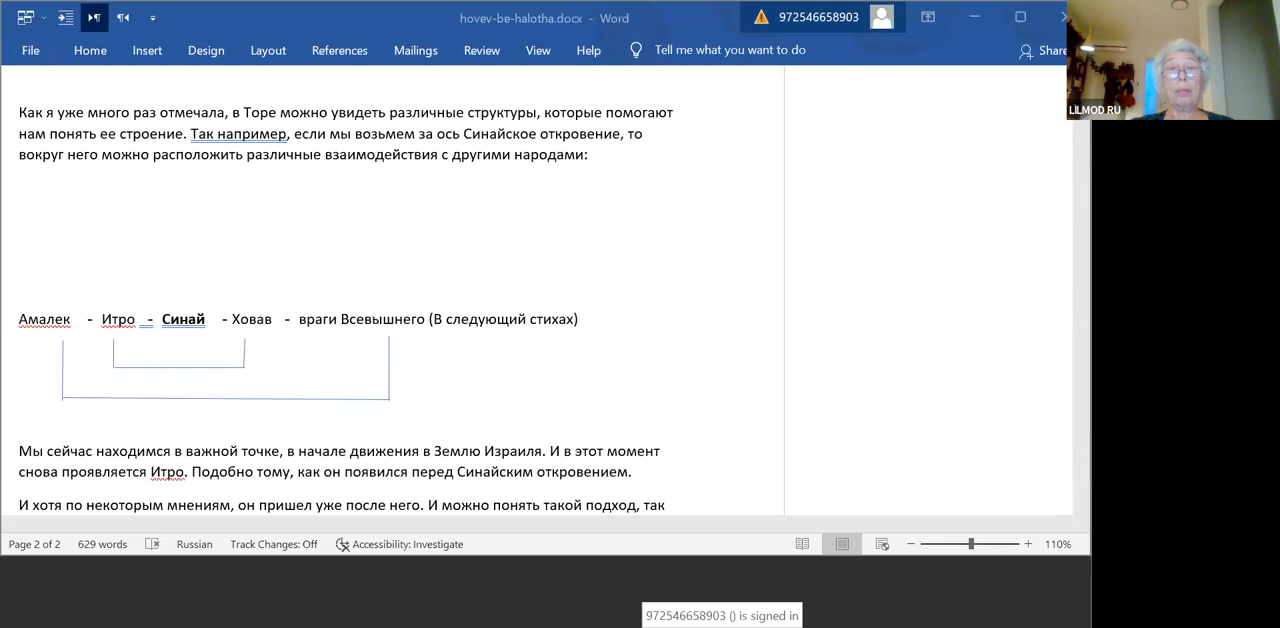 hovev-be-halotha.docx - Word
972546658903
File Home Insert Design Layout References Mailings Review View Help Tell me what you want to do Share
LILMOD RU
Как я уже много раз отмечала, в Торе можно увидеть различные структуры, которые помогают
нам понять ее строение. Так например, если мы возьмем за ось Синайское откровение, то
вокруг него можно расположить различные взаимодействия с другими народами:
Амалек - Итро - Синай - Ховав - враги Всевышнего (В следующий стихах)
Мы сейчас находимся в важной точке, в начале движения в Землю Израиля. И в этот момент
снова проявляется Итро. Подобно тому, как он появился перед Синайским откровением.
И хотя по некоторым мнениям, он пришел уже после него. И можно понять такой подход, так
Page 2 of 2 629 words Russian Track Changes: Off Accessibility: Investigate 110%
972546658903 () is signed in